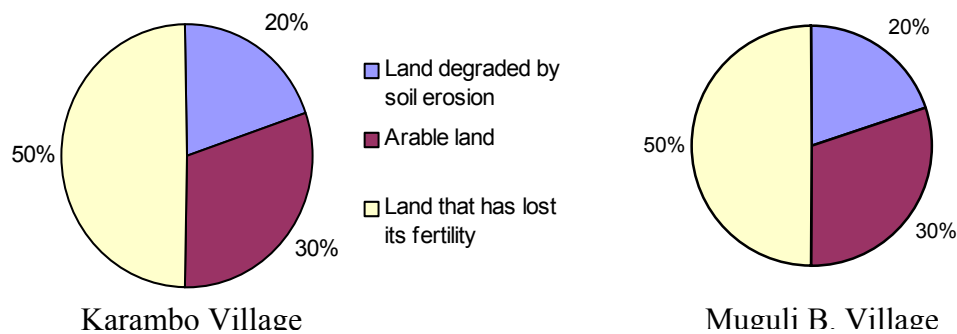 20%
50%
30%
Karambo Village
Land degraded by
soil erosion
Arable land
Land that has lost
its fertility
20%
50%
30%
Muguli B. Village